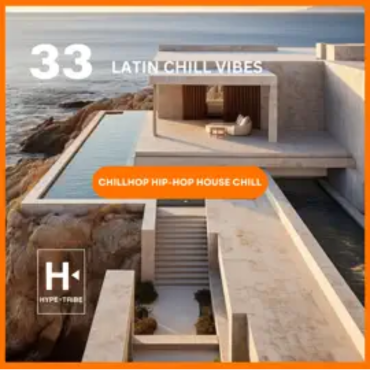 33 LATIN CHILL VIBES
CHILLHOP HIP-HOP HOUSE CHILL
H
HYPE•TRIBE